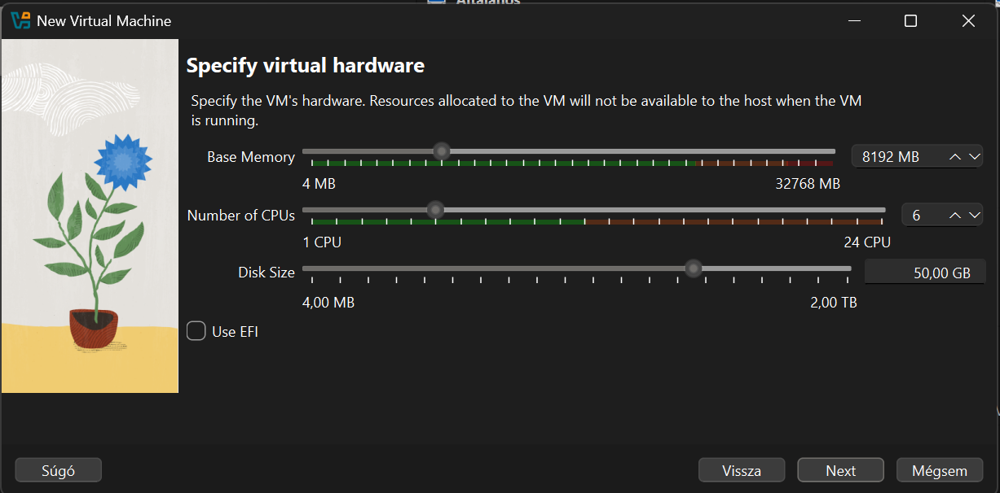 Általános
New Virtual Machine
Specify virtual hardware
Specify the VM's hardware. Resources allocated to the VM will not be available to the host when the VM
is running.
Base Memory 8192 MB
4 MB 32768 MB
Number of CPUs 6
1 CPU 24 CPU
Disk Size 50,00 GB
4,00 MB 2,00 TB
Use EFI
Súgó Vissza Next Mégsem